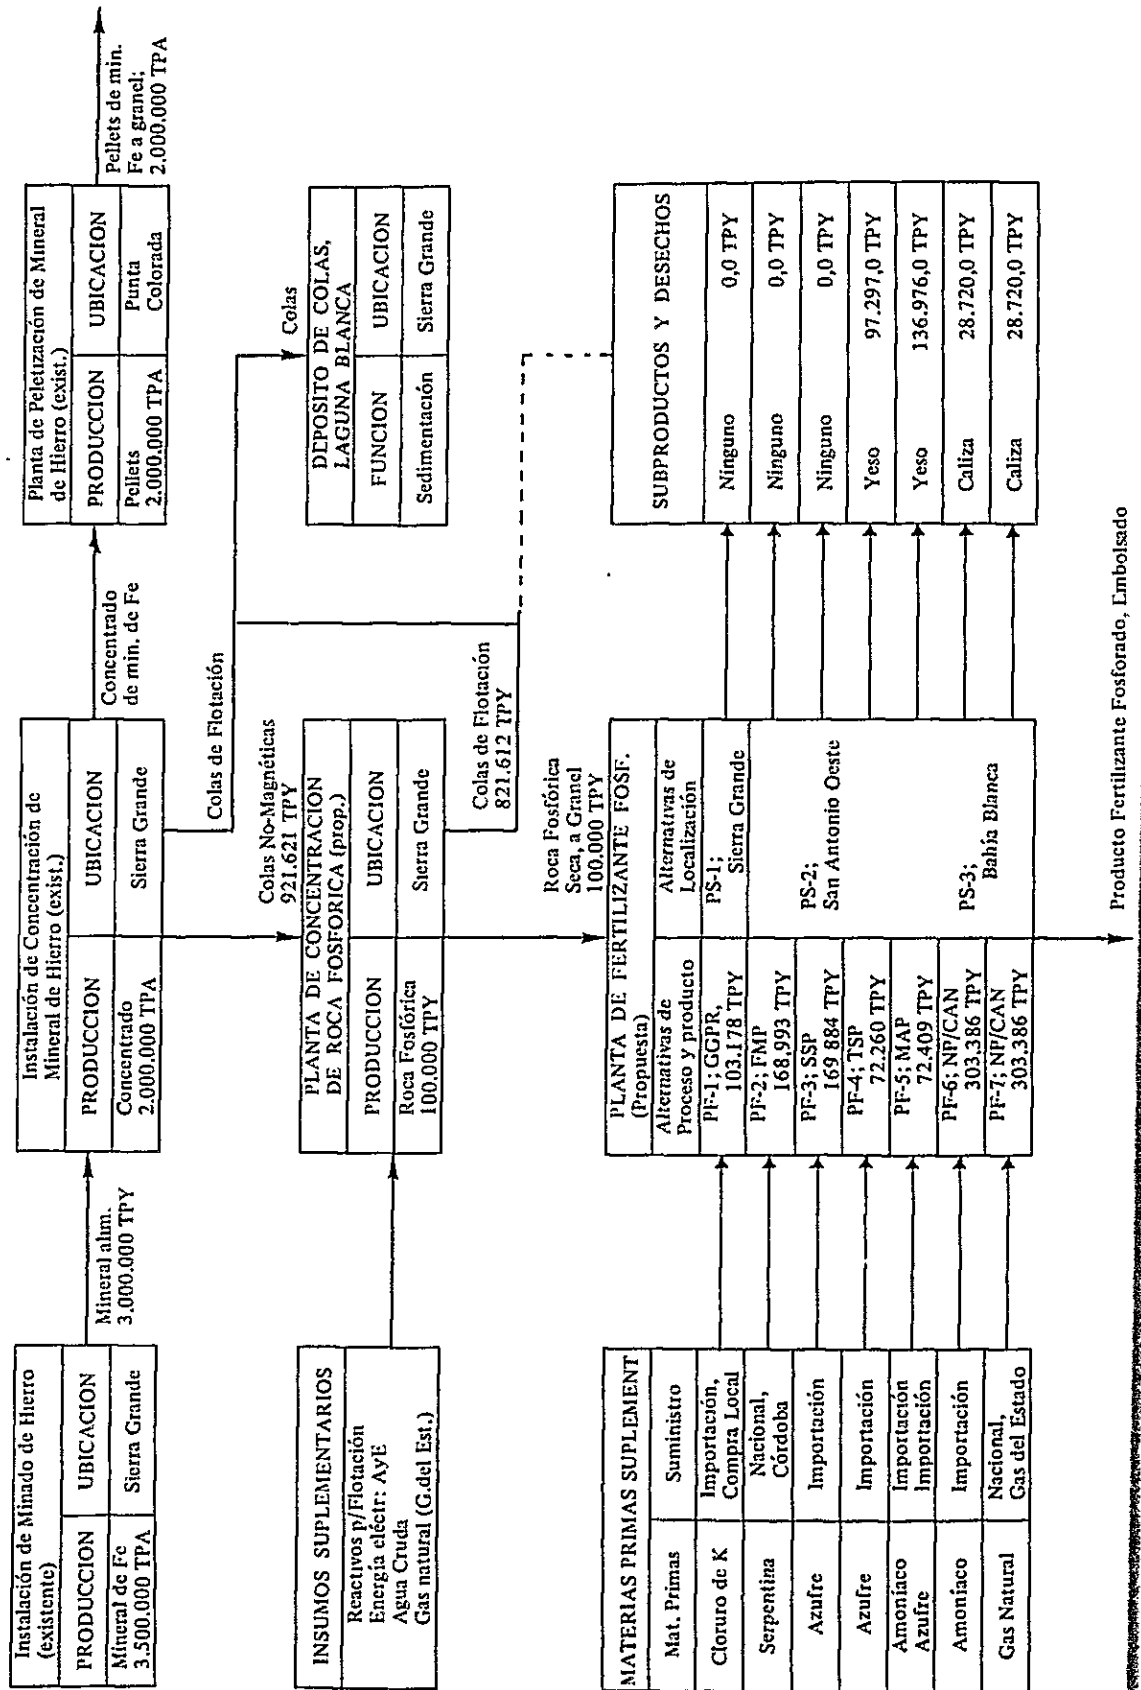 Instalación de Minado de Hierro
(existente)
PRODUCCION
UBICACION
Mineral de Fe
3.500.000 TPA
Sierra Grande
Mineral alim.
3.000.000 TPY
Instalación de Concentración de
Mineral de Hierro (exist.)
PRODUCCION
UBICACION
Concentrado
2.000.000 TPA
Sierra Grande
Concentrado
de min. de Fe
Planta de Peletización de Mineral
de Hierro (exist.)
PRODUCCION
UBICACION
Pellets
2.000.000 TPA
Punta
Colorada
Pellets de min.
Fe a granel;
2.000.000 TPA
Colas de Flotación
Colas
Colas No-Magnéticas
921.621 TPY
INSUMOS SUPLEMENTARIOS
Reactivos p/Flotación
Energía eléctr: AyE
Agua Cruda
Gas natural (G.del Est.)
PLANTA DE CONCENTRACION
DE ROCA FOSFORICA (prop.)
PRODUCCION
UBICACION
Roca Fosfórica
100.000 TPY
Sierra Grande
DEPOSITO DE COLAS,
LAGUNA BLANCA
FUNCION
UBICACION
Sedimentación
Sierra Grande
Colas de Flotación
821.612 TPY
Roca Fosfórica
Seca, a Granel
100.000 TPY
MATERIAS PRIMAS SUPLEMENT
Mat. Primas
Suministro
Cloruro de K
Importación,
Compra Local
Serpentina
Nacional,
Córdoba
Azufre
Importación
Azufre
Importación
Amoníaco
Importación
Azufre
Importación
Amoníaco
Importación
Gas Natural
Nacional,
Gas del Estado
PLANTA DE FERTILIZANTE FOSF.
(Propuesta)
Alternativas de
Proceso y producto
Alternativas de
Localización
PF-1; GGPR,
103.178 TPY
PF-2; FMP
168.993 TPY
PF-3; SSP
169 884 TPY
PF-4; TSP
72.260 TPY
PF-5; MAP
72.409 TPY
PF-6; NP/CAN
303.386 TPY
PF-7; NP/CAN
303.386 TPY
PS-1;
Sierra Grande
PS-2;
San Antonio Oeste
PS-3;
Bahía Blanca
SUBPRODUCTOS Y DESECHOS
Ninguno 0,0 TPY
Ninguno 0,0 TPY
Ninguno 0,0 TPY
Yeso 97.297,0 TPY
Yeso 136.976,0 TPY
Caliza 28.720,0 TPY
Caliza 28.720,0 TPY
Producto Fertilizante Fosforado, Embolsado